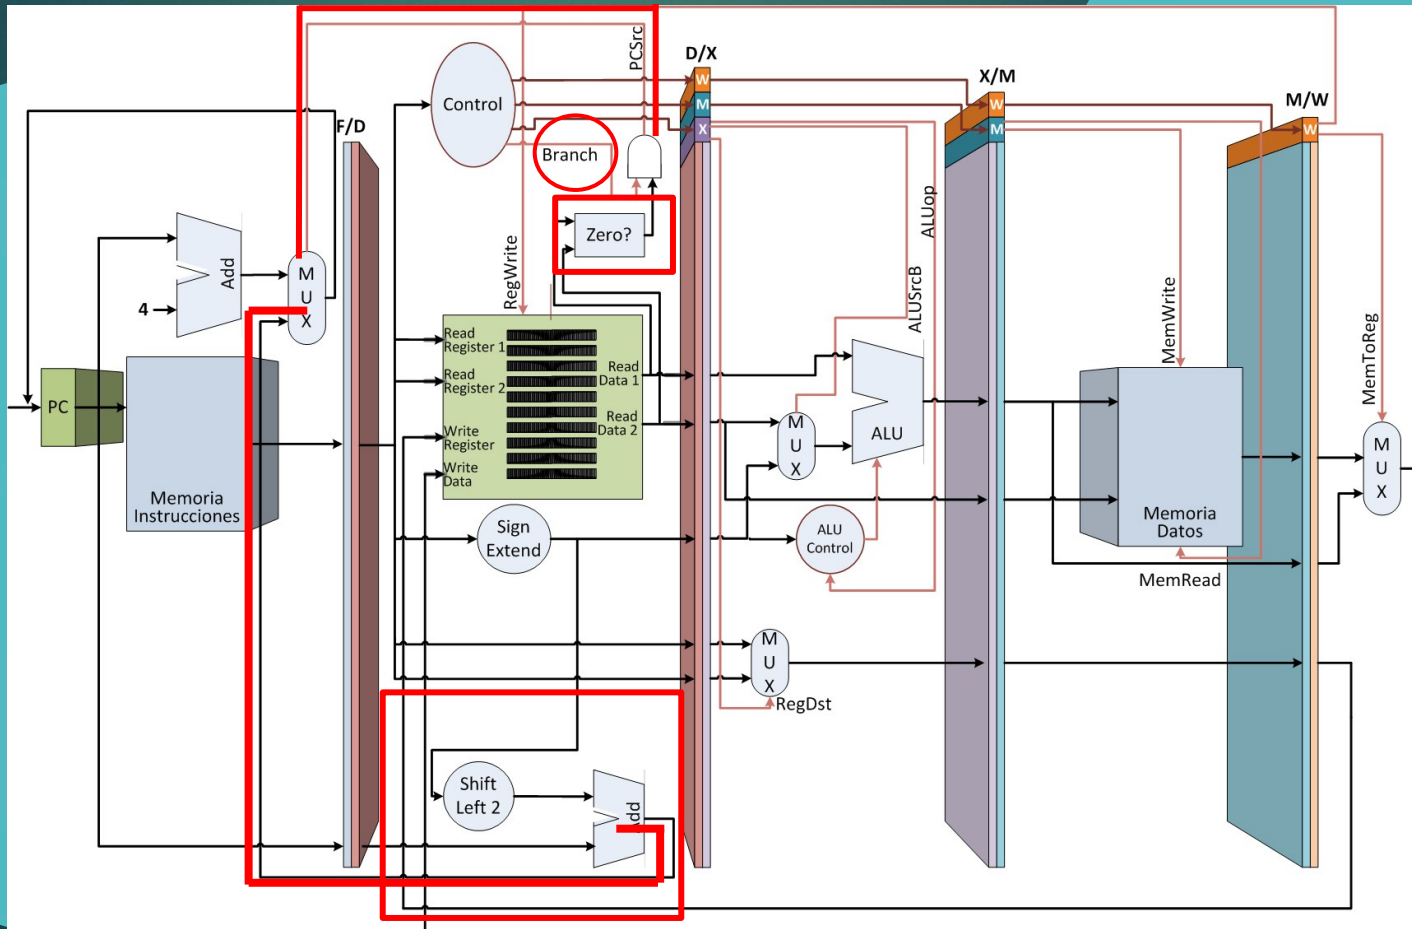 D/X
X/M
M/W
F/D
PCSrc
Control
W
M
X
W
M
W
Branch
Zero?
RegWrite
ALUop
ALUSrcB
MemWrite
MemToReg
Add
4
M
U
X
PC
Memoria
Instrucciones
Read
Register 1
Read
Register 2
Write
Register
Write
Data
Read
Data 1
Read
Data 2
M
U
X
ALU
Memoria
Datos
M
U
X
Sign
Extend
ALU
Control
MemRead
M
U
X
RegDst
Shift
Left 2
Add